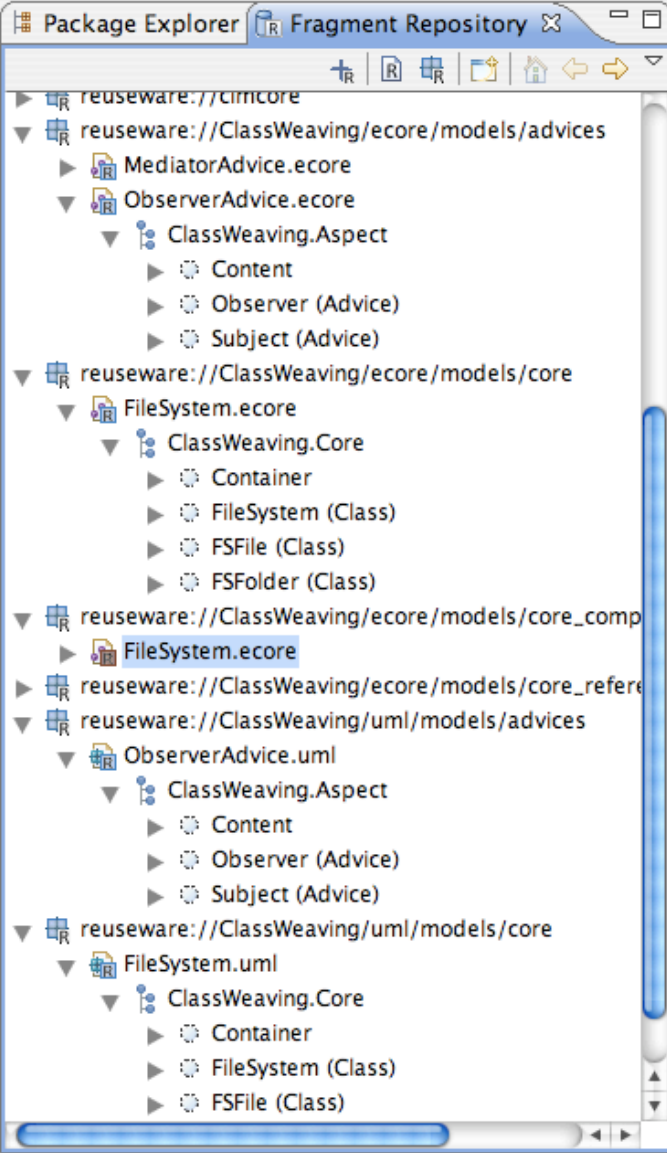 Package Explorer Fragment Repository
reuseware://cimcore
reuseware://ClassWeaving/ecore/models/advices
MediatorAdvice.ecore
ObserverAdvice.ecore
ClassWeaving.Aspect
Content
Observer (Advice)
Subject (Advice)
reuseware://ClassWeaving/ecore/models/core
FileSystem.ecore
ClassWeaving.Core
Container
FileSystem (Class)
FSFile (Class)
FSFolder (Class)
reuseware://ClassWeaving/ecore/models/core_comp
FileSystem.ecore
reuseware://ClassWeaving/ecore/models/core_refere
reuseware://ClassWeaving/uml/models/advices
ObserverAdvice.uml
ClassWeaving.Aspect
Content
Observer (Advice)
Subject (Advice)
reuseware://ClassWeaving/uml/models/core
FileSystem.uml
ClassWeaving.Core
Container
FileSystem (Class)
FSFile (Class)